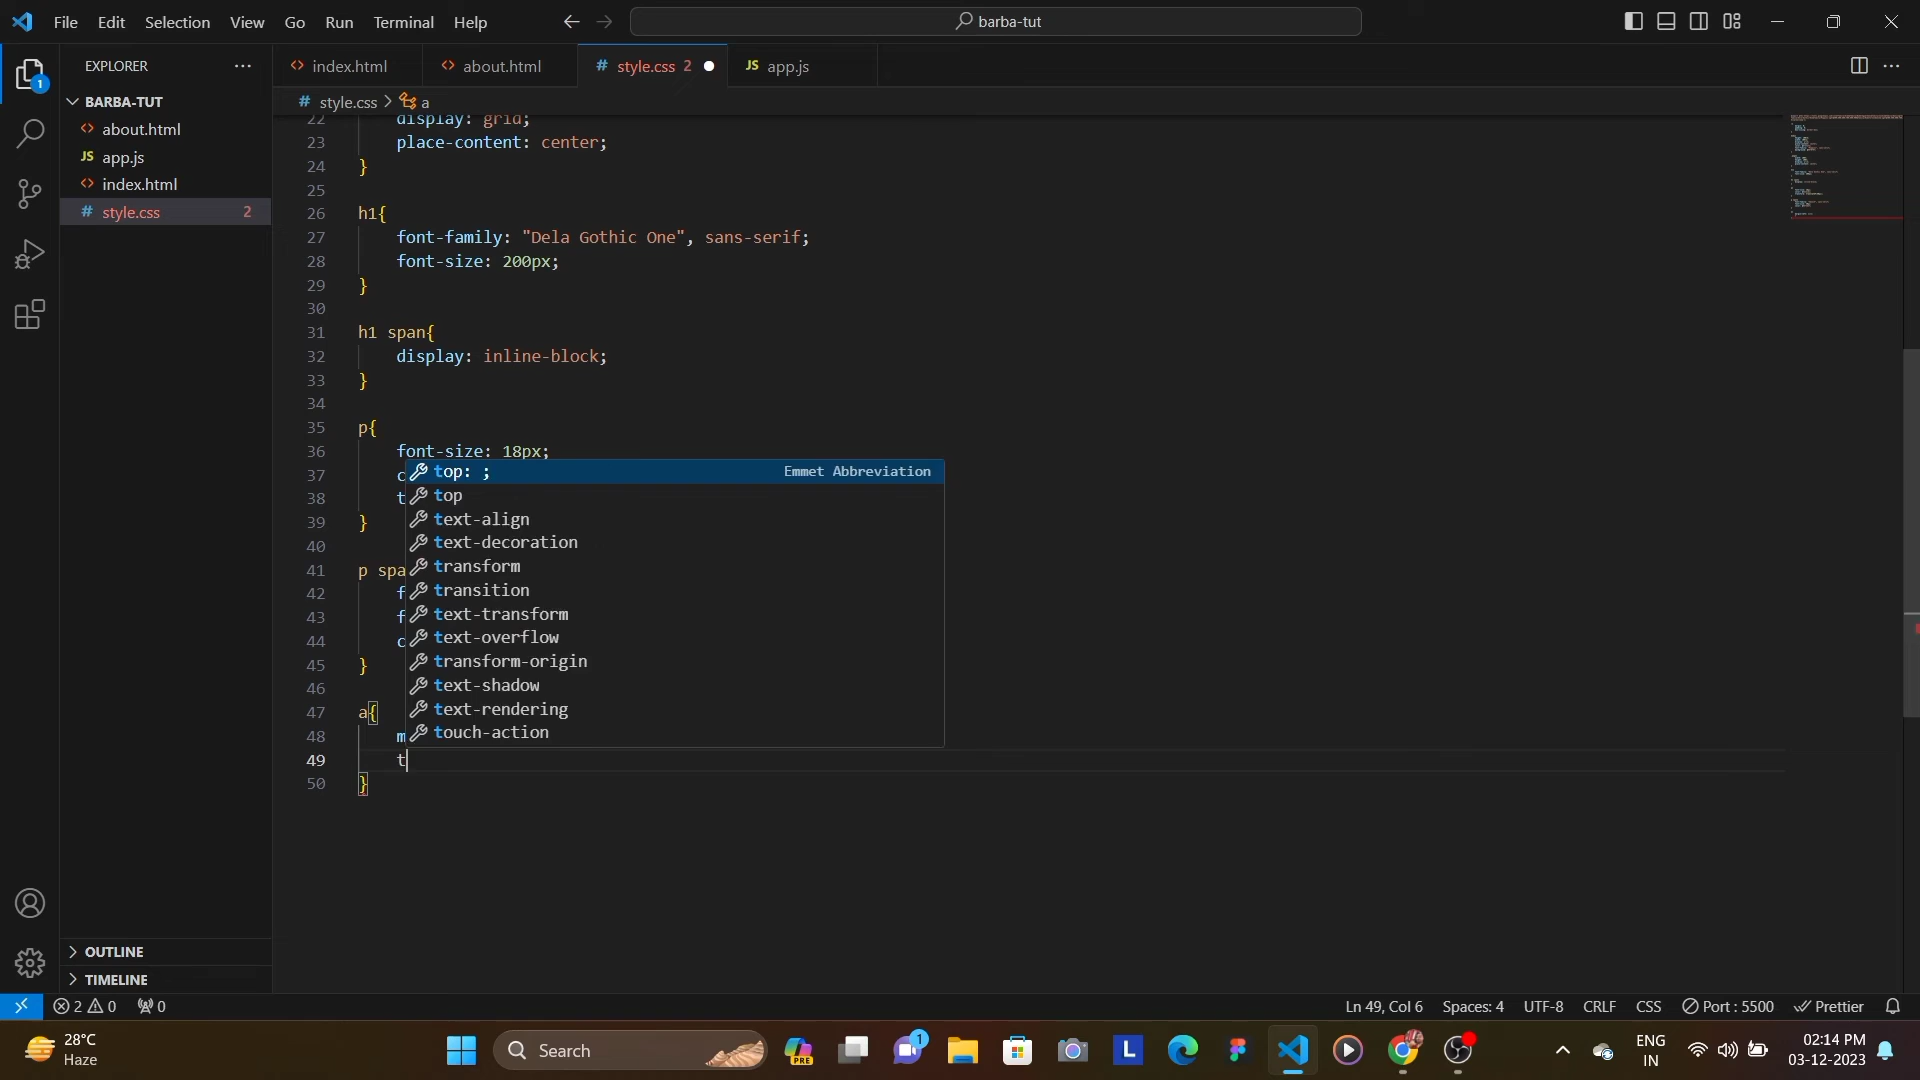 File Edit Selection View Go Run Terminal Help
barba-tut
EXPLORER
BARBA-TUT
about.html
JS app.js
index.html
# style.css 2
OUTLINE
TIMELINE
1
<> index.html
<> about.html
# style.css 2
JS app.js
# style.css > a
22 display: grid;
23 place-content: center;
24 }
25
26 h1{
27 font-family: "Dela Gothic One", sans-serif;
28 font-size: 200px;
29 }
30
31 h1 span{
32 display: inline-block;
33 }
34
35 p{
36 font-size: 18px;
37 c
38 t
39 }
40
41 p spa
42 f
43 f
44 c
45 }
46
47 a{
48 m
49 t
50 }
top: ; Emmet Abbreviation
top
text-align
text-decoration
transform
transition
text-transform
text-overflow
transform-origin
text-shadow
text-rendering
touch-action
2 0 0
Ln 49, Col 6 Spaces: 4 UTF-8 CRLF CSS Port : 5500 Prettier
28°C
Haze
Search
PRE
1
L
ENG
IN
02:14 PM
03-12-2023